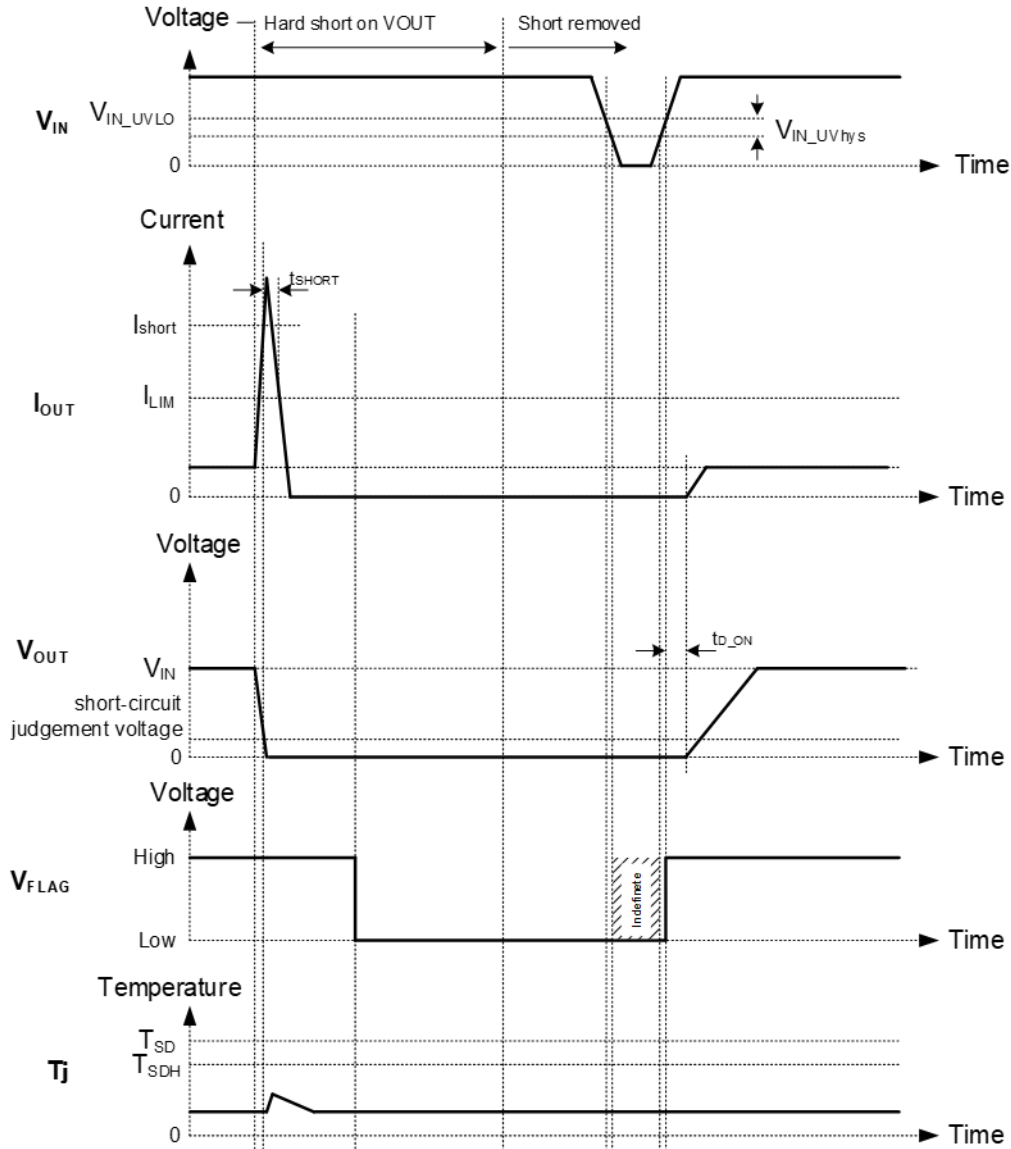 Voltage
Hard short on VOUT
Short removed
VIN
VIN_UVLO
VIN_UVhys
0
Time
Current
tSHORT
Ishort
IOUT
ILIM
0
Time
Voltage
VOUT
tD_ON
VIN
short-circuit
judgement voltage
0
Time
Voltage
High
VFLAG
Indefinete
Low
Time
Temperature
TSD
TSDH
Tj
0
Time